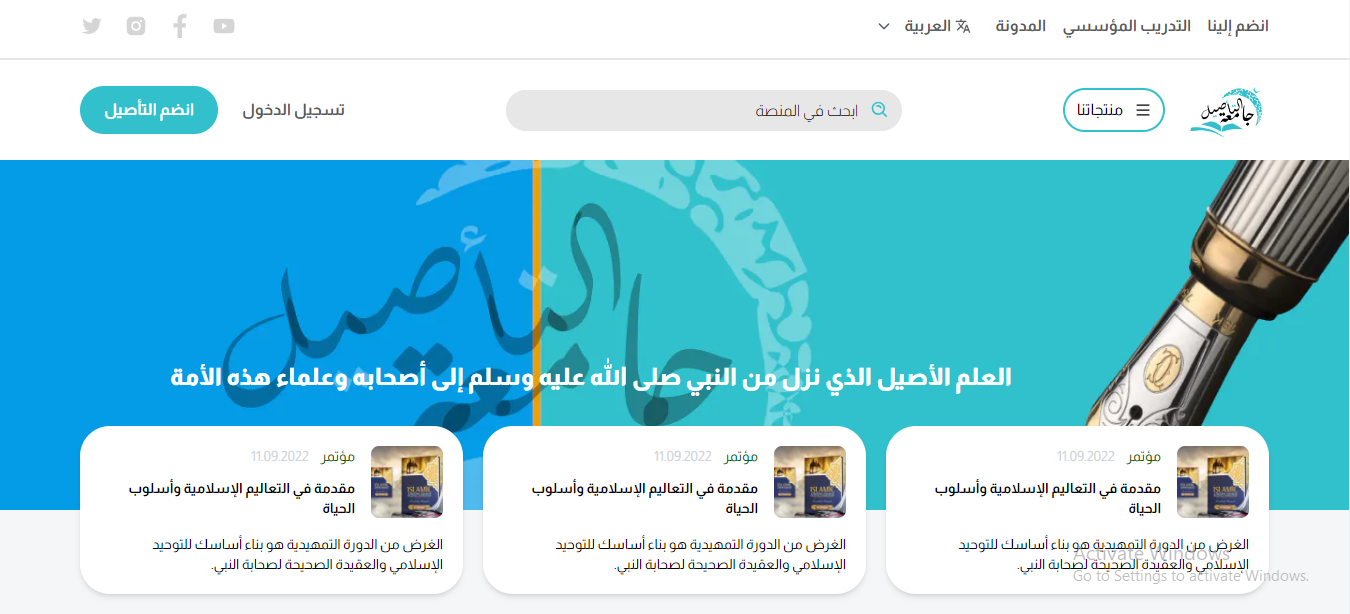 انضم إلينا
التدريب المؤسسي
المدونة
العربية
جامعة التأصيل
منتجاتنا
ابحث في المنصة
تسجيل الدخول
انضم التأصيل
جامعة التأصيل
العلم الأصيل الذي نزل من النبي صلى الله عليه وسلم إلى أصحابه وعلماء هذه الأمة
مؤتمر 11.09.2022
مقدمة في التعاليم الإسلامية وأسلوب
الحياة
الغرض من الدورة التمهيدية هو بناء أساسك للتوحيد
الإسلامي والعقيدة الصحيحة لصحابة النبي.
مؤتمر 11.09.2022
مقدمة في التعاليم الإسلامية وأسلوب
الحياة
الغرض من الدورة التمهيدية هو بناء أساسك للتوحيد
الإسلامي والعقيدة الصحيحة لصحابة النبي.
مؤتمر 11.09.2022
مقدمة في التعاليم الإسلامية وأسلوب
الحياة
الغرض من الدورة التمهيدية هو بناء أساسك للتوحيد
الإسلامي والعقيدة الصحيحة لصحابة النبي.
Activate Windows
Go to Settings to activate Windows.